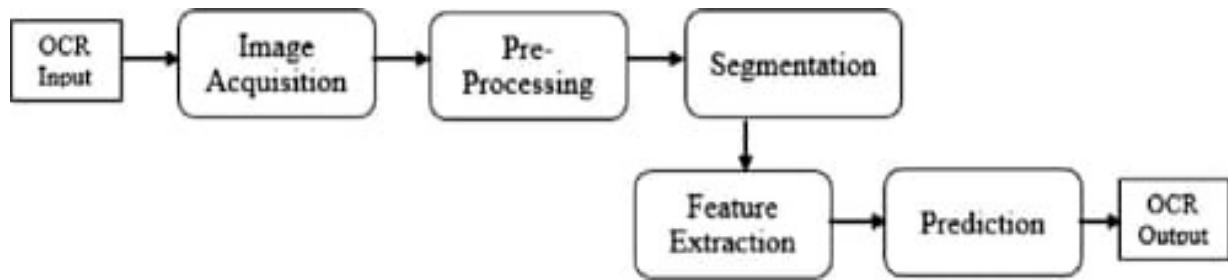 OCR
Input
Image
Acquisition
Pre-
Processing
Segmentation
Feature
Extraction
Prediction
OCR
Output